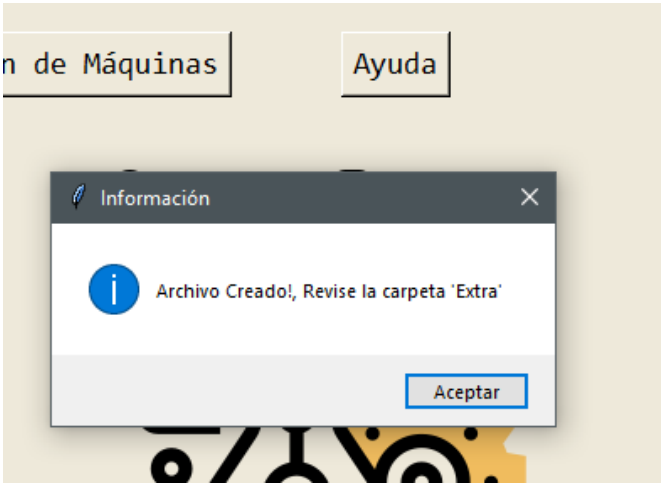 n de Máquinas
Ayuda
Información
Archivo Creado!, Revise la carpeta 'Extra'
Aceptar